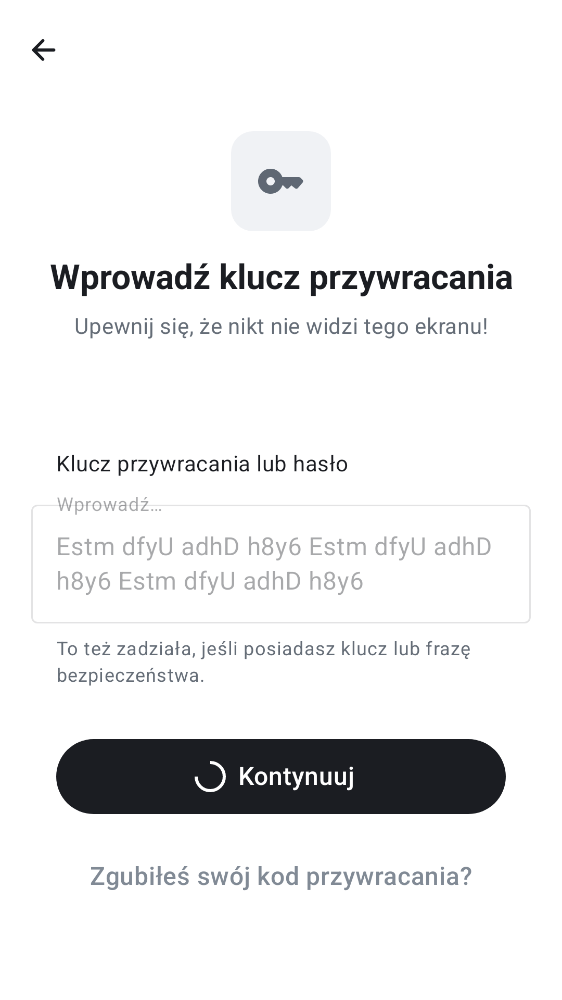 Wprowadź klucz przywracania
Upewnij się, że nikt nie widzi tego ekranu!
Klucz przywracania lub hasło
Wprowadź…
Estm dfyU adhD h8y6 Estm dfyU adhD
h8y6 Estm dfyU adhD h8y6
To też zadziała, jeśli posiadasz klucz lub frazę
bezpieczeństwa.
Kontynuuj
Zgubiłeś swój kod przywracania?